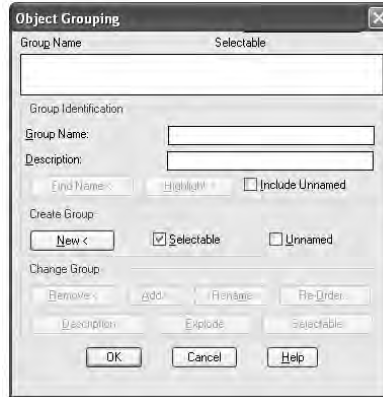 Object Grouping
Group Name Selectable
Group Identification
Group Name:
Description:
Find Name < Highlight < Include Unnamed
Create Group
New < Selectable Unnamed
Change Group
Remove < Add < Rename Re-Order...
Description Explode Selectable
OK Cancel Help